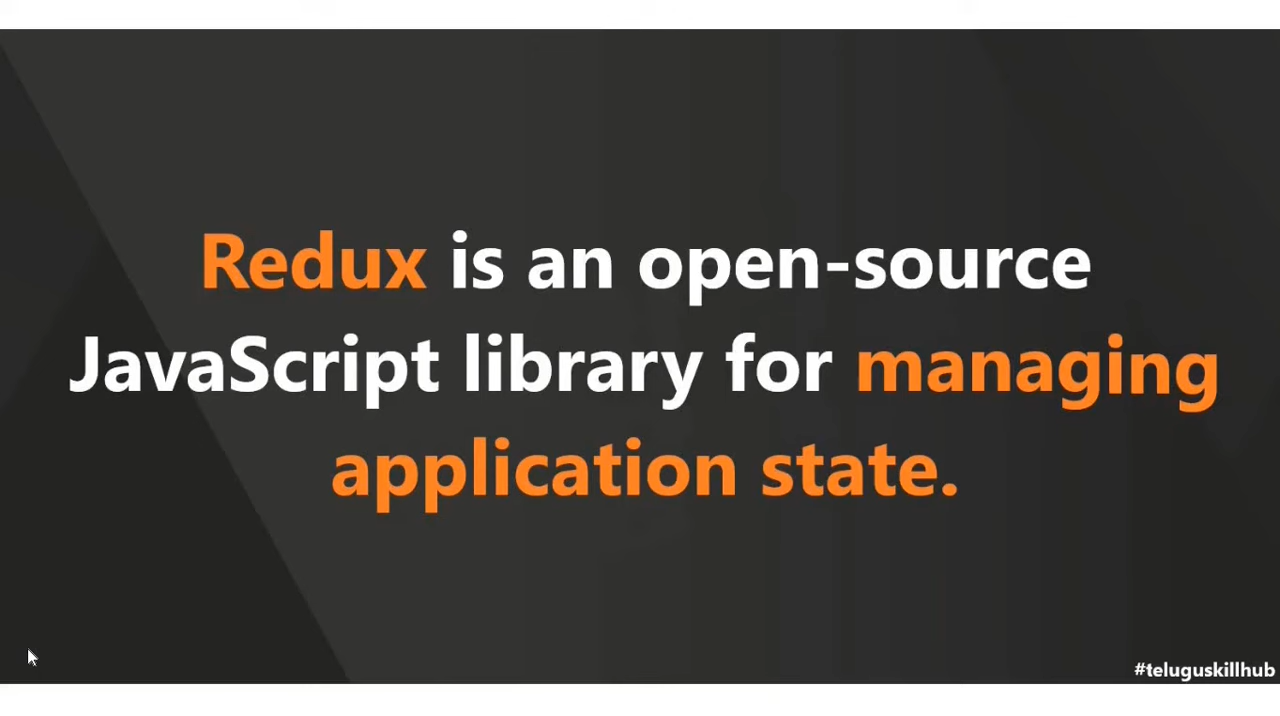 Redux is an open-source
JavaScript library for managing
application state.
#teluguskillhub